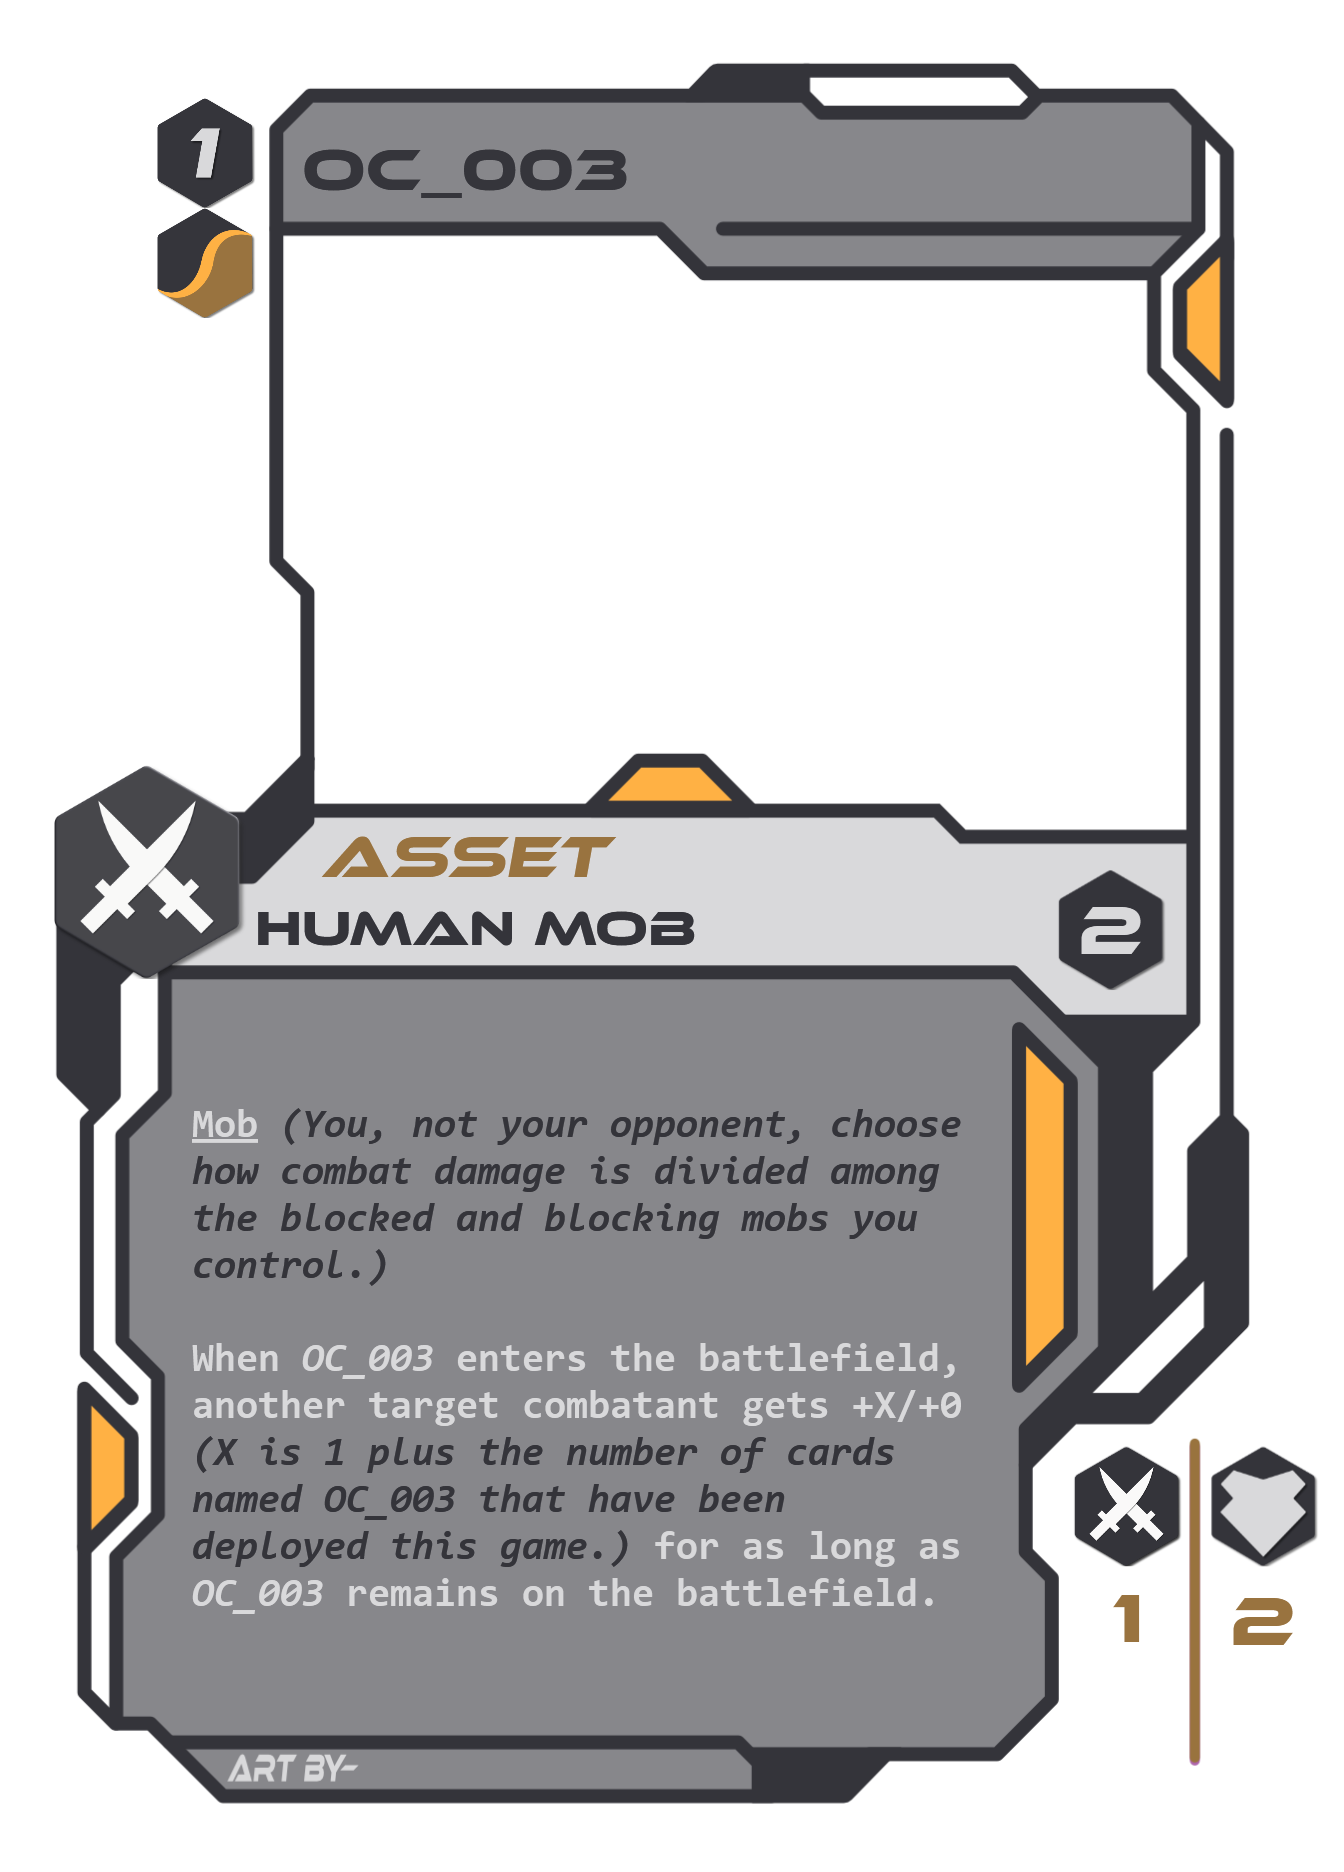 1
OC_003
ASSET
HUMAN MOB
2
Mob (You, not your opponent, choose
how combat damage is divided among
the blocked and blocking mobs you
control.)
When OC_003 enters the battlefield,
another target combatant gets +X/+0
(X is 1 plus the number of cards
named OC_003 that have been
deployed this game.) for as long as
OC_003 remains on the battlefield.
1 2
ART BY-